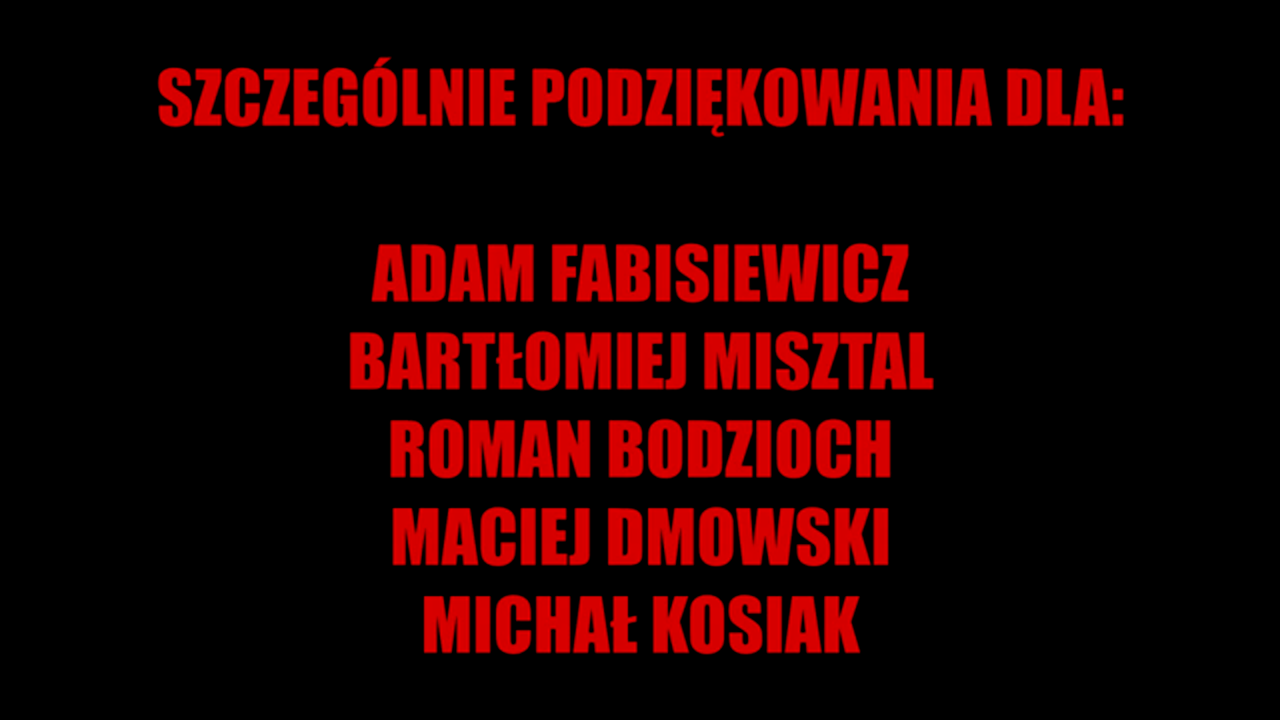 SZCZEGÓLNIE PODZIĘKOWANIA DLA:
ADAM FABISIEWICZ
BARTŁOMIEJ MISZTAL
ROMAN BODZIOCH
MACIEJ DMOWSKI
MICHAŁ KOSIAK